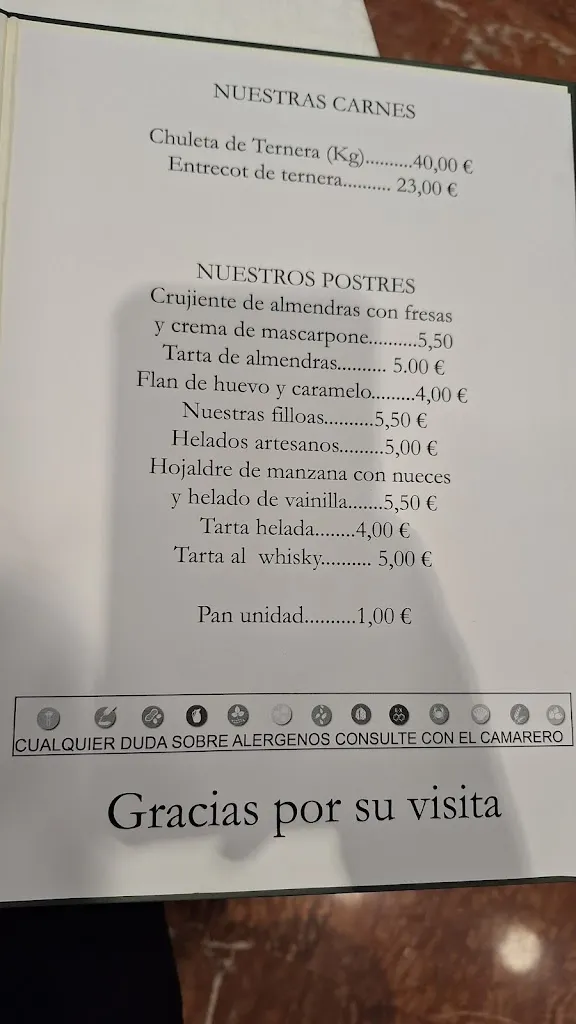 NUESTRAS CARNES
Chuleta de Ternera (Kg)..........40,00 €
Entrecot de ternera.......... 23,00 €
NUESTROS POSTRES
Crujiente de almendras con fresas
y crema de mascarpone..........5,50
Tarta de almendras.......... 5.00 €
Flan de huevo y caramelo.........4,00 €
Nuestras filloas..........5,50 €
Helados artesanos.........5,00 €
Hojaldre de manzana con nueces
y helado de vainilla.......5,50 €
Tarta helada........4,00 €
Tarta al whisky.......... 5,00 €
Pan unidad..........1,00 €
CUALQUIER DUDA SOBRE ALERGENOS CONSULTE CON EL CAMARERO
Gracias por su visita